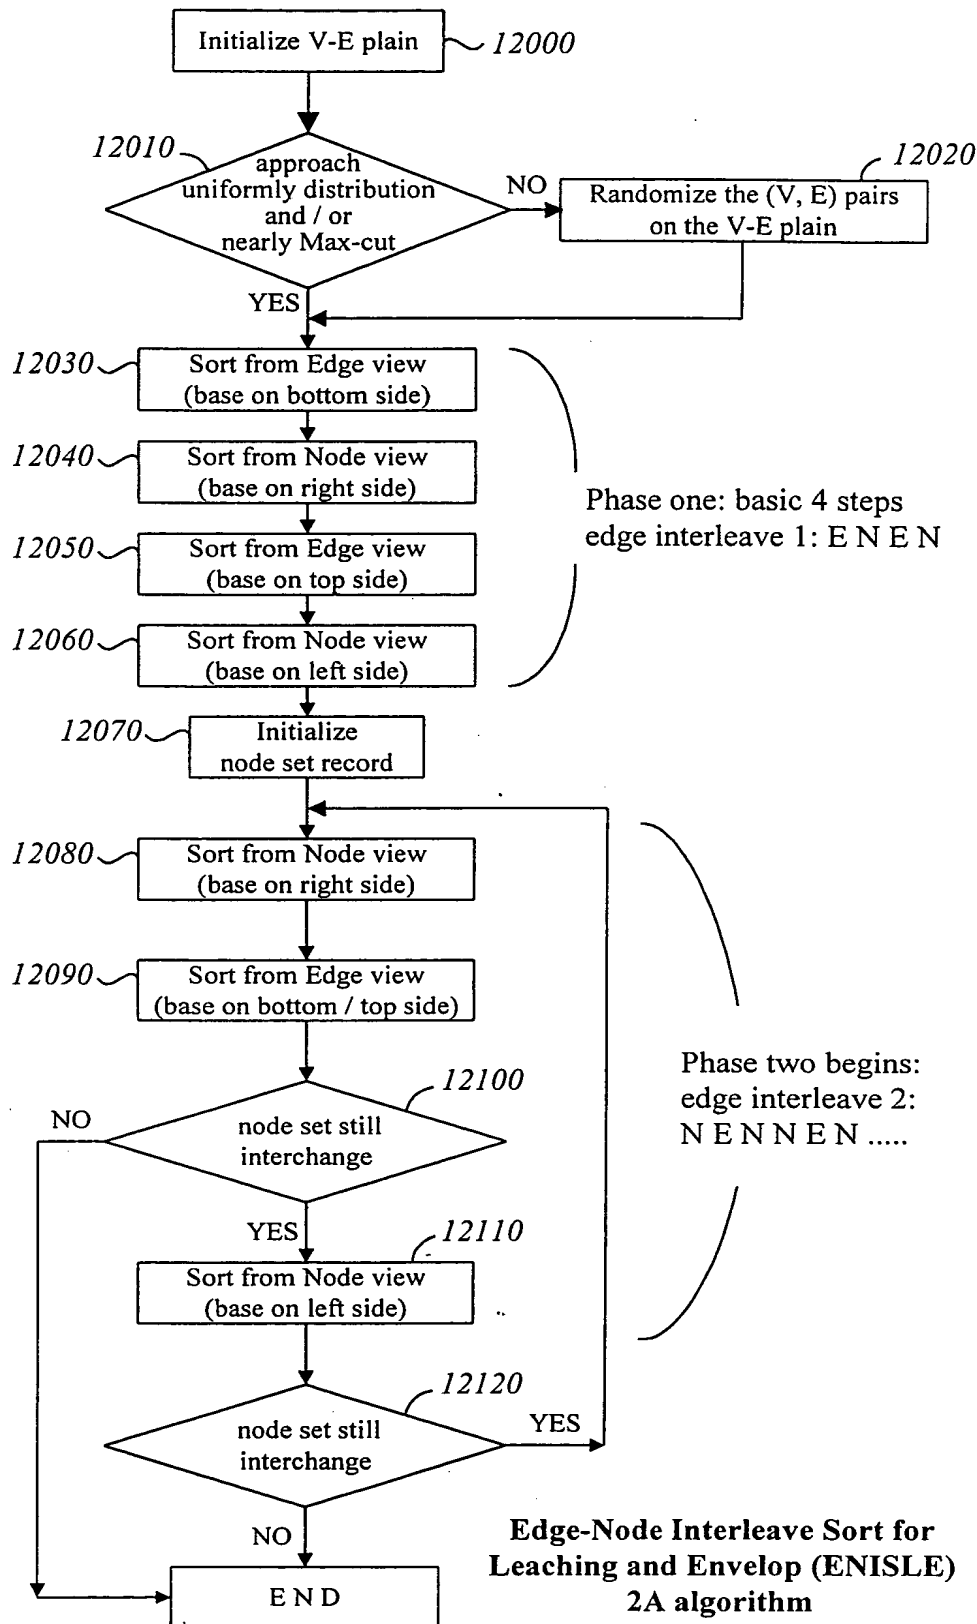 Initialize V-E plain
12000
12010
approach
uniformly distribution
and / or
nearly Max-cut
NO
12020
Randomize the (V, E) pairs
on the V-E plain
YES
12030
Sort from Edge view
(base on bottom side)
12040
Sort from Node view
(base on right side)
12050
Sort from Edge view
(base on top side)
12060
Sort from Node view
(base on left side)
Phase one: basic 4 steps
edge interleave 1: E N E N
12070
Initialize
node set record
12080
Sort from Node view
(base on right side)
12090
Sort from Edge view
(base on bottom / top side)
Phase two begins:
edge interleave 2:
N E N N E N .....
12100
NO
node set still
interchange
YES
12110
Sort from Node view
(base on left side)
12120
node set still
interchange
YES
NO
E N D
Edge-Node Interleave Sort for
Leaching and Envelop (ENISLE)
2A algorithm